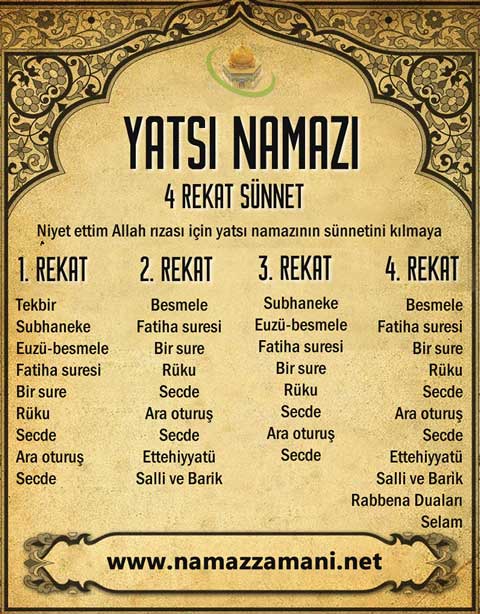 YATSI NAMAZI
4 REKAT SÜNNET
Niyet ettim Allah rızası için yatsı namazının sünnetini kılmaya
1. REKAT
Tekbir
Subhaneke
Euzü-besmele
Fatiha suresi
Bir sure
Rükü
Secde
Ara oturuş
Secde
2. REKAT
Besmele
Fatiha suresi
Bir sure
Rükü
Secde
Ara oturuş
Secde
Ettehiyyatü
Salli ve Barik
3. REKAT
Subhaneke
Euzü-besmele
Fatiha suresi
Bir sure
Rükü
Secde
Ara oturuş
Secde
4. REKAT
Besmele
Fatiha suresi
Bir sure
Rükü
Secde
Ara oturuş
Secde
Ettehiyyatü
Salli ve Barik
Rabbena Duaları
Selam
www.namazzamani.net